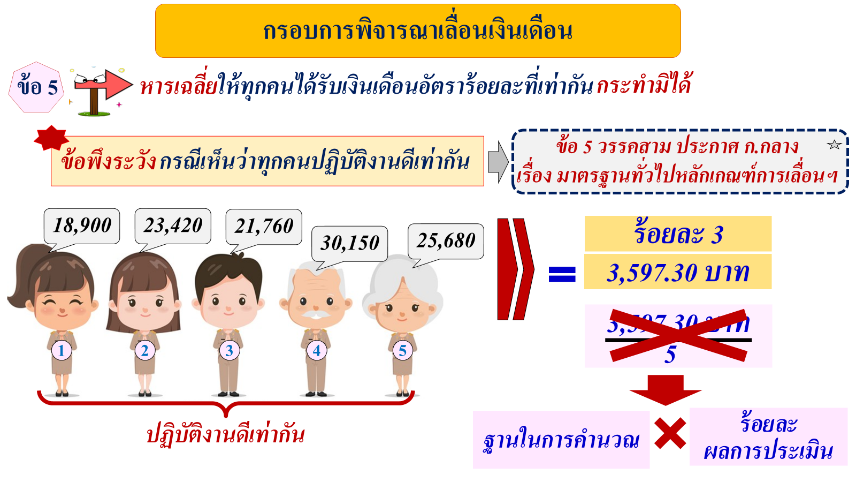 กรอบการพิจารณาเลื่อนเงินเดือน
ข้อ 5
หารเฉลี่ยให้ทุกคนได้รับเงินเดือนอัตราร้อยละที่เท่ากัน กระทำมิได้
ข้อพึงระวัง กรณีเห็นว่าทุกคนปฏิบัติงานดีเท่ากัน
ข้อ 5 วรรคสาม ประกาศ ก.กลาง
เรื่อง มาตรฐานทั่วไปหลักเกณฑ์การเลื่อนฯ
18,900
23,420
21,760
30,150
25,680
1
2
3
4
5
ปฏิบัติงานดีเท่ากัน
=
ร้อยละ 3
3,597.30 บาท
3,597.30 บาท
5
ฐานในการคำนวณ
ร้อยละ
ผลการประเมิน